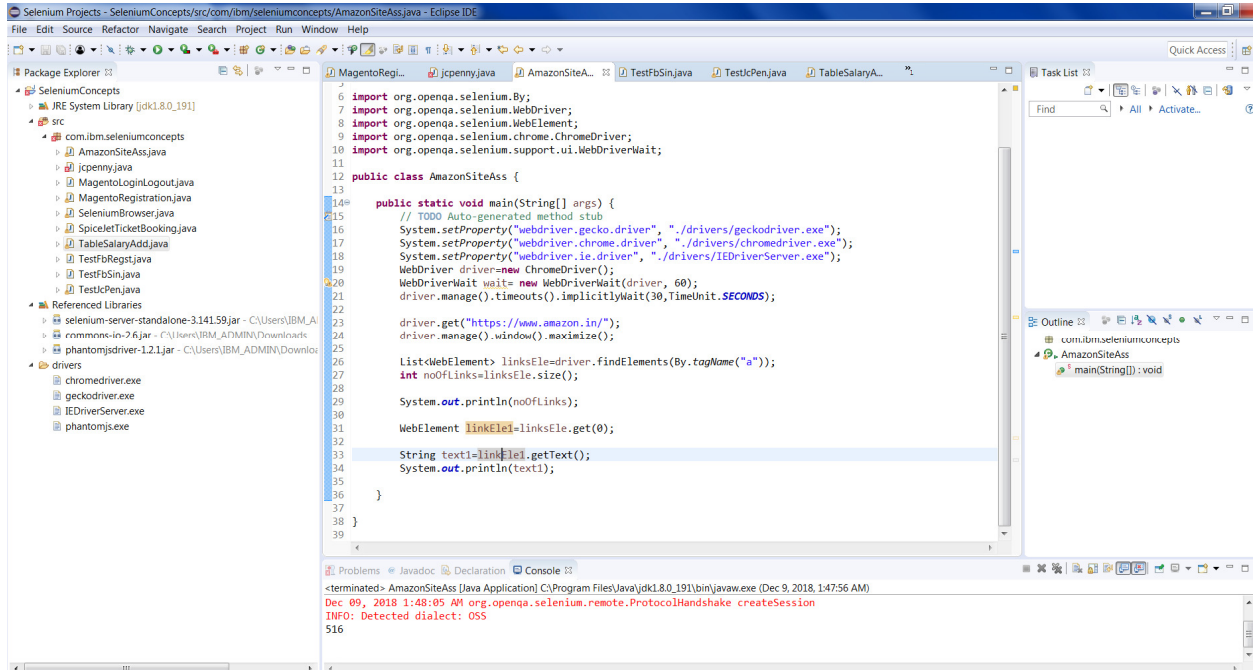 Selenium Projects - SeleniumConcepts/src/com/ibm/seleniumconcepts/AmazonSiteAss.java - Eclipse IDE
File Edit Source Refactor Navigate Search Project Run Window Help
Quick Access
Package Explorer
SeleniumConcepts
JRE System Library [jdk1.8.0_191]
src
com.ibm.seleniumconcepts
AmazonSiteAss.java
jcpenny.java
MagentoLoginLogout.java
MagentoRegistration.java
SeleniumBrowser.java
SpiceJetTicketBooking.java
TableSalaryAdd.java
TestFbRegst.java
TestFbSin.java
TestJcPen.java
Referenced Libraries
selenium-server-standalone-3.141.59.jar - C:\Users\IBM_A
commons-io-2.6.jar - C:\Users\IBM_ADMIN\Downloads
phantomjsdriver-1.2.1.jar - C:\Users\IBM_ADMIN\Downloa
drivers
chromedriver.exe
geckodriver.exe
IEDriverServer.exe
phantomjs.exe
MagentoRegi... jcpenny.java AmazonSiteA... TestFbSin.java TestJcPen.java TableSalaryA... 1
5
6 import org.openqa.selenium.By;
7 import org.openqa.selenium.WebDriver;
8 import org.openqa.selenium.WebElement;
9 import org.openqa.selenium.chrome.ChromeDriver;
10 import org.openqa.selenium.support.ui.WebDriverWait;
11
12 public class AmazonSiteAss {
13
14 public static void main(String[] args) {
15 // TODO Auto-generated method stub
16 System.setProperty("webdriver.gecko.driver", "./drivers/geckodriver.exe");
17 System.setProperty("webdriver.chrome.driver", "./drivers/chromedriver.exe");
18 System.setProperty("webdriver.ie.driver", "./drivers/IEDriverServer.exe");
19 WebDriver driver=new ChromeDriver();
20 WebDriverWait wait= new WebDriverWait(driver, 60);
21 driver.manage().timeouts().implicitlyWait(30,TimeUnit.SECONDS);
22
23 driver.get("https://www.amazon.in/");
24 driver.manage().window().maximize();
25
26 List<WebElement> linksEle=driver.findElements(By.tagName("a"));
27 int noOfLinks=linksEle.size();
28
29 System.out.println(noOfLinks);
30
31 WebElement linkEle1=linksEle.get(0);
32
33 String text1=linkEle1.getText();
34 System.out.println(text1);
35
36 }
37
38 }
39
Task List
Find All Activate...
Outline
com.ibm.seleniumconcepts
AmazonSiteAss
main(String[]) : void
Problems Javadoc Declaration Console
<terminated> AmazonSiteAss [Java Application] C:\Program Files\Java\jdk1.8.0_191\bin\javaw.exe (Dec 9, 2018, 1:47:56 AM)
Dec 09, 2018 1:48:05 AM org.openqa.selenium.remote.ProtocolHandshake createSession
INFO: Detected dialect: OSS
516